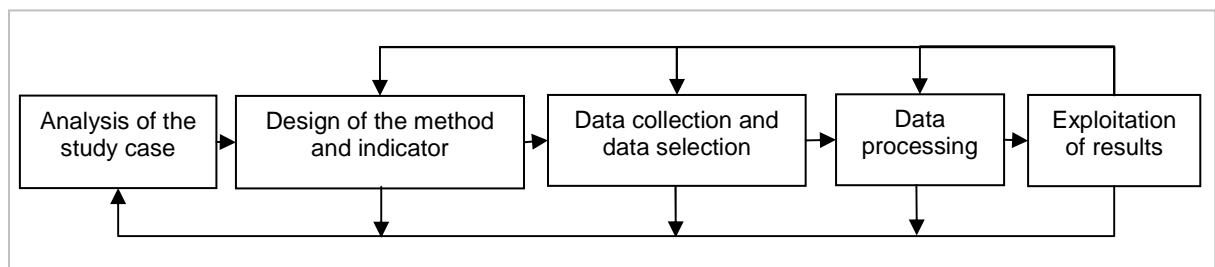 Analysis of the
study case
Design of the method
and indicator
Data collection and
data selection
Data
processing
Exploitation
of results